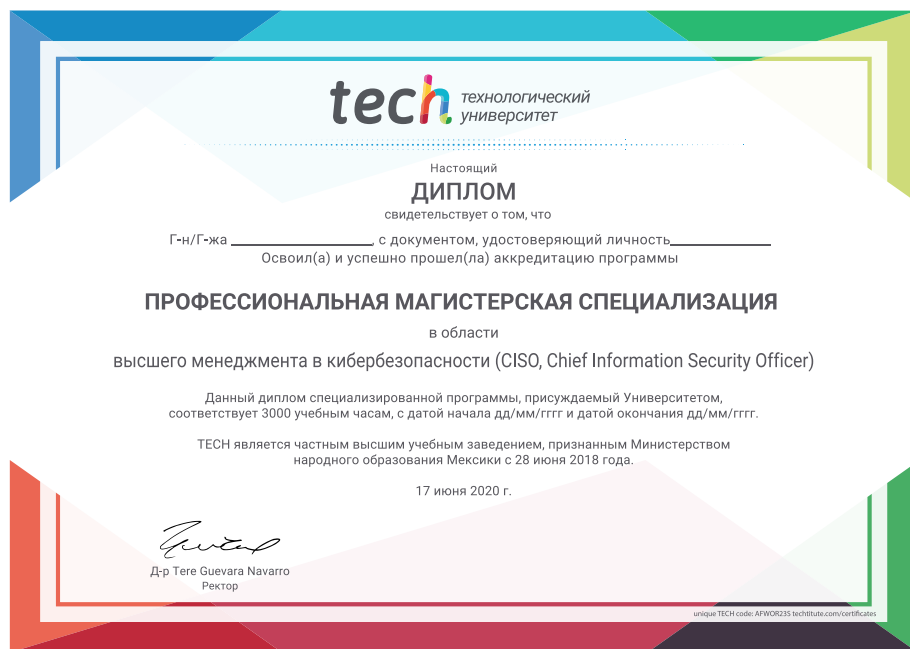 tech технологический
университет
Настоящий
ДИПЛОМ
свидетельствует о том, что
Г-н/Г-жа ____________________, с документом, удостоверяющий личность______________
Освоил(а) и успешно прошел(ла) аккредитацию программы
ПРОФЕССИОНАЛЬНАЯ МАГИСТЕРСКАЯ СПЕЦИАЛИЗАЦИЯ
в области
высшего менеджмента в кибербезопасности (CISO, Chief Information Security Officer)
Данный диплом специализированной программы, присуждаемый Университетом,
соответствует 3000 учебным часам, с датой начала дд/мм/гггг и датой окончания дд/мм/гггг.
TECH является частным высшим учебным заведением, признанным Министерством
народного образования Мексики с 28 июня 2018 года.
17 июня 2020 г.
Д-р Tere Guevara Navarro
Ректор
unique TECH code: AFWOR23S techtitute.com/certificates